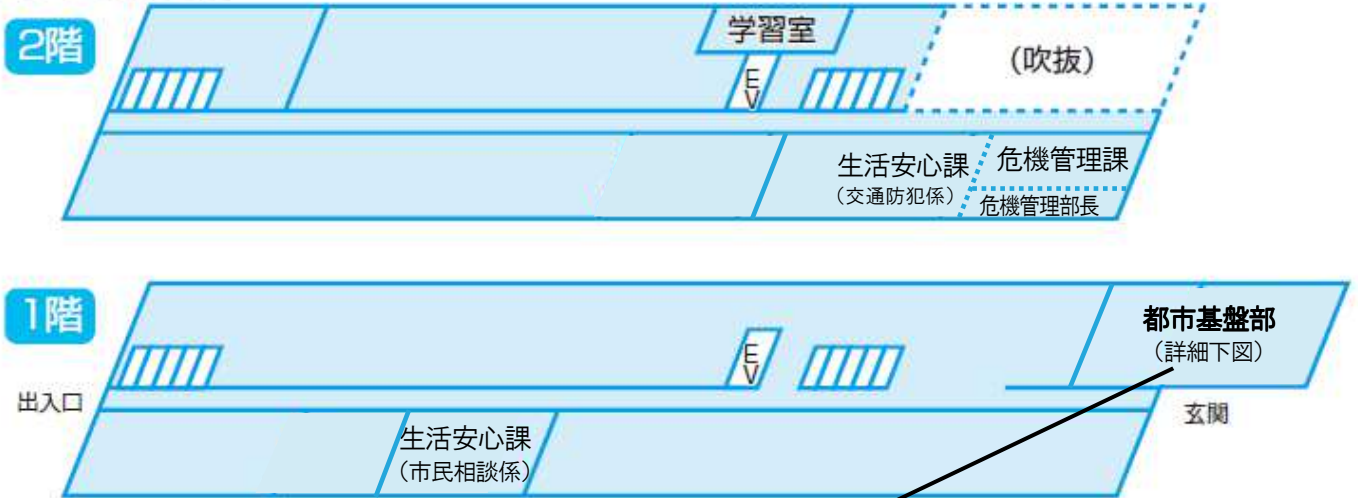 2階
学習室
EV
(吹抜)
生活安心課
(交通防犯係)
危機管理課
危機管理部長
1階
都市基盤部
(詳細下図)
EV
出入口
玄関
生活安心課
(市民相談係)